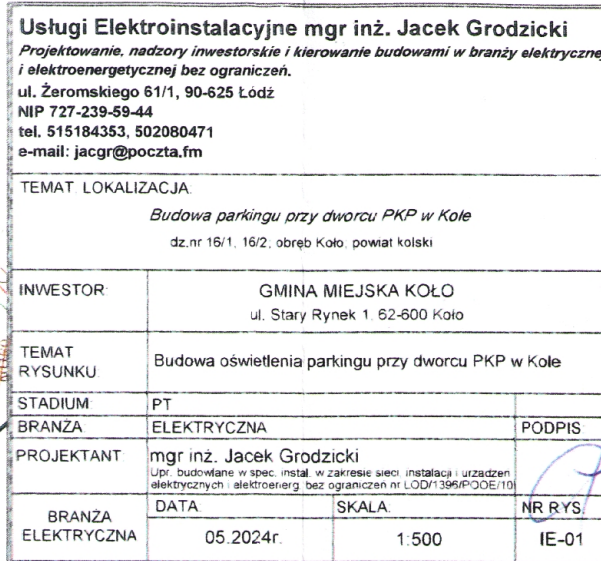 Usługi Elektroinstalacyjne mgr inż. Jacek Grodzicki
Projektowanie, nadzory inwestorskie i kierowanie budowami w branży elektrycznej
i elektroenergetycznej bez ograniczeń.
ul. Żeromskiego 61/1, 90-625 Łódź
NIP 727-239-59-44
tel. 515184353, 502080471
e-mail: jacgr@poczta.fm
TEMAT. LOKALIZACJA:
Budowa parkingu przy dworcu PKP w Kole
dz.nr 16/1, 16/2; obręb Koło; powiat kolski
INWESTOR: GMINA MIEJSKA KOŁO
ul. Stary Rynek 1, 62-600 Koło
TEMAT RYSUNKU: Budowa oświetlenia parkingu przy dworcu PKP w Kole
STADIUM PT
BRANŻA: ELEKTRYCZNA PODPIS
PROJEKTANT mgr inż. Jacek Grodzicki
Upr. budowlane w spec. instal. w zakresie sieci, instalacji i urządzen
elektrycznych i elektroenerg. bez ograniczeń nr LOD/1396/POOE/10
BRANŻA ELEKTRYCZNA DATA: SKALA: NR RYS.
05.2024r. 1:500 IE-01